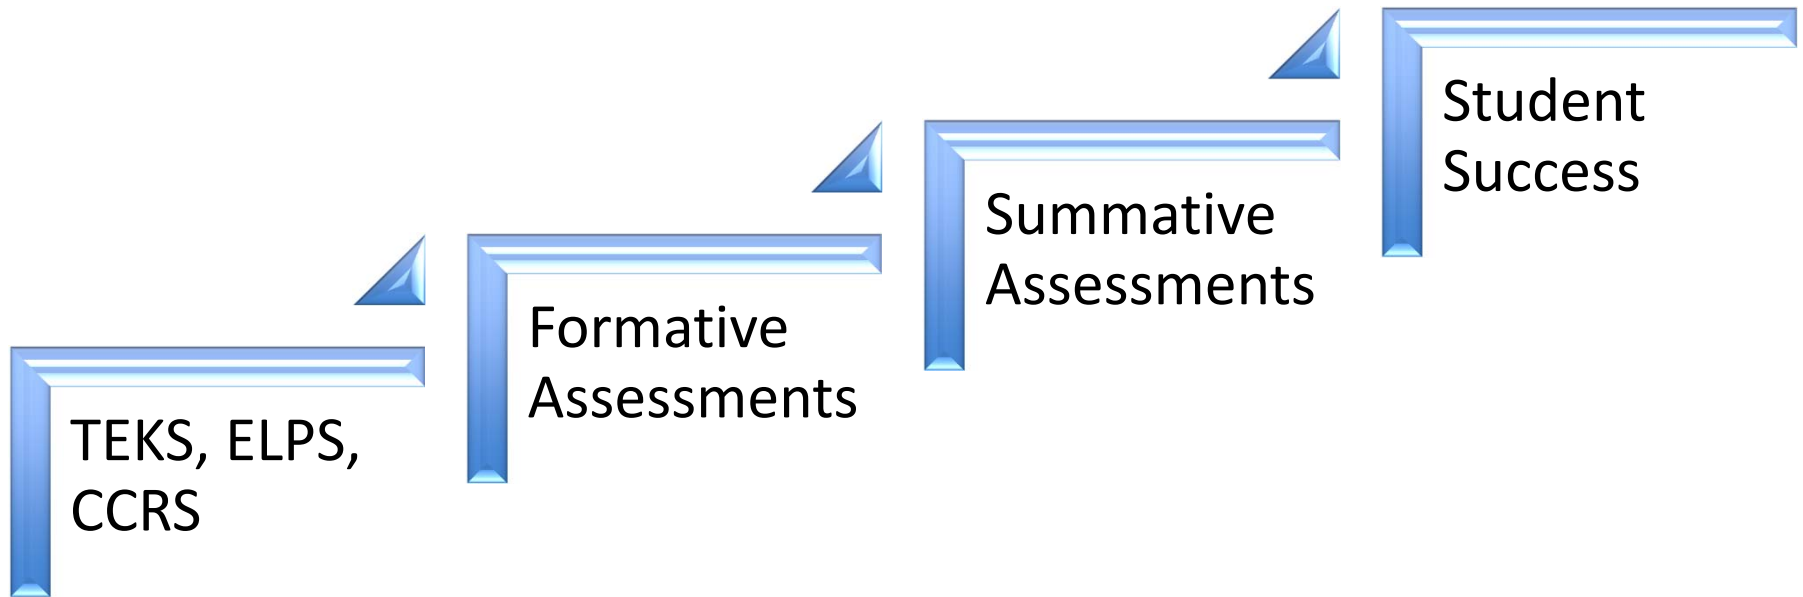 TEKS, ELPS,
CCRS
Formative
Assessments
Summative
Assessments
Student
Success